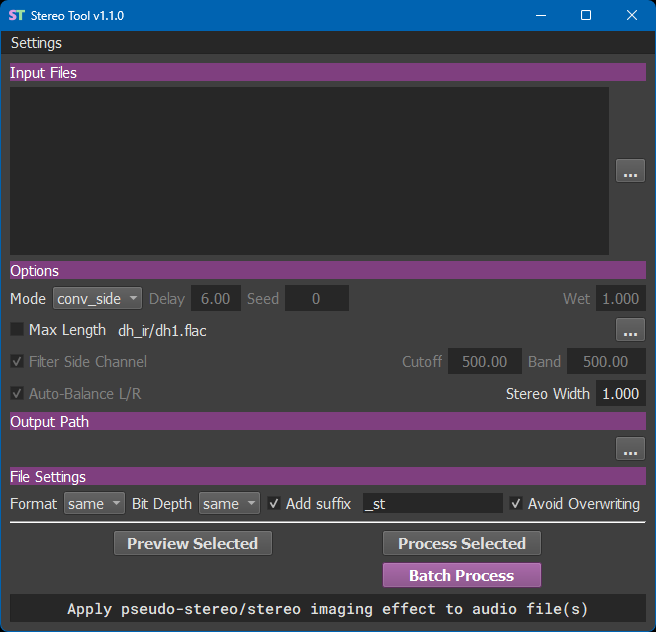 ST Stereo Tool v1.1.0
Settings
Input Files
...
Options
Mode conv_side Delay 6.00 Seed 0 Wet 1.000
Max Length dh_ir/dh1.flac ...
Filter Side Channel Cutoff 500.00 Band 500.00
Auto-Balance L/R Stereo Width 1.000
Output Path
...
File Settings
Format same Bit Depth same Add suffix _st Avoid Overwriting
Preview Selected Process Selected
Batch Process
Apply pseudo-stereo/stereo imaging effect to audio file(s)